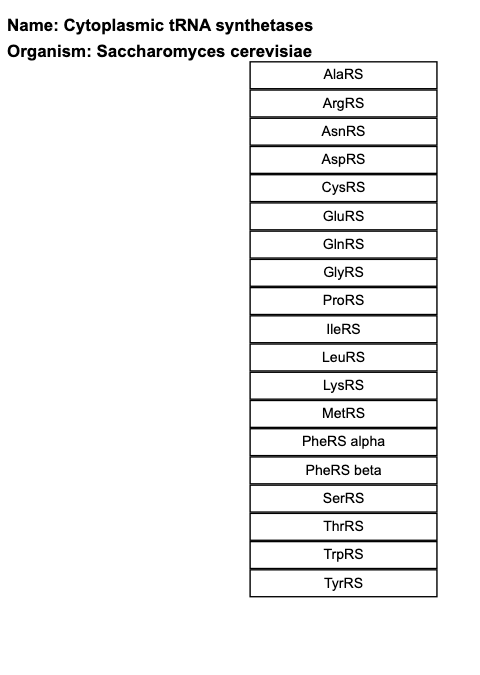 Name: Cytoplasmic tRNA synthetases
Organism: Saccharomyces cerevisiae
AlaRS
ArgRS
AsnRS
AspRS
CysRS
GluRS
GlnRS
GlyRS
ProRS
IleRS
LeuRS
LysRS
MetRS
PheRS alpha
PheRS beta
SerRS
ThrRS
TrpRS
TyrRS